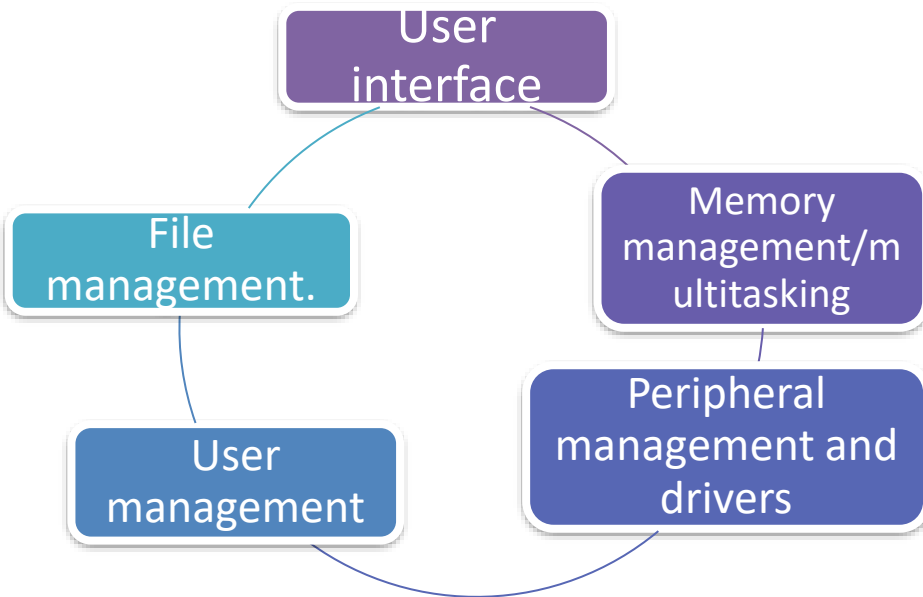 User
interface
Memory
management/m
ultitasking
Peripheral
management and
drivers
User
management
File
management.